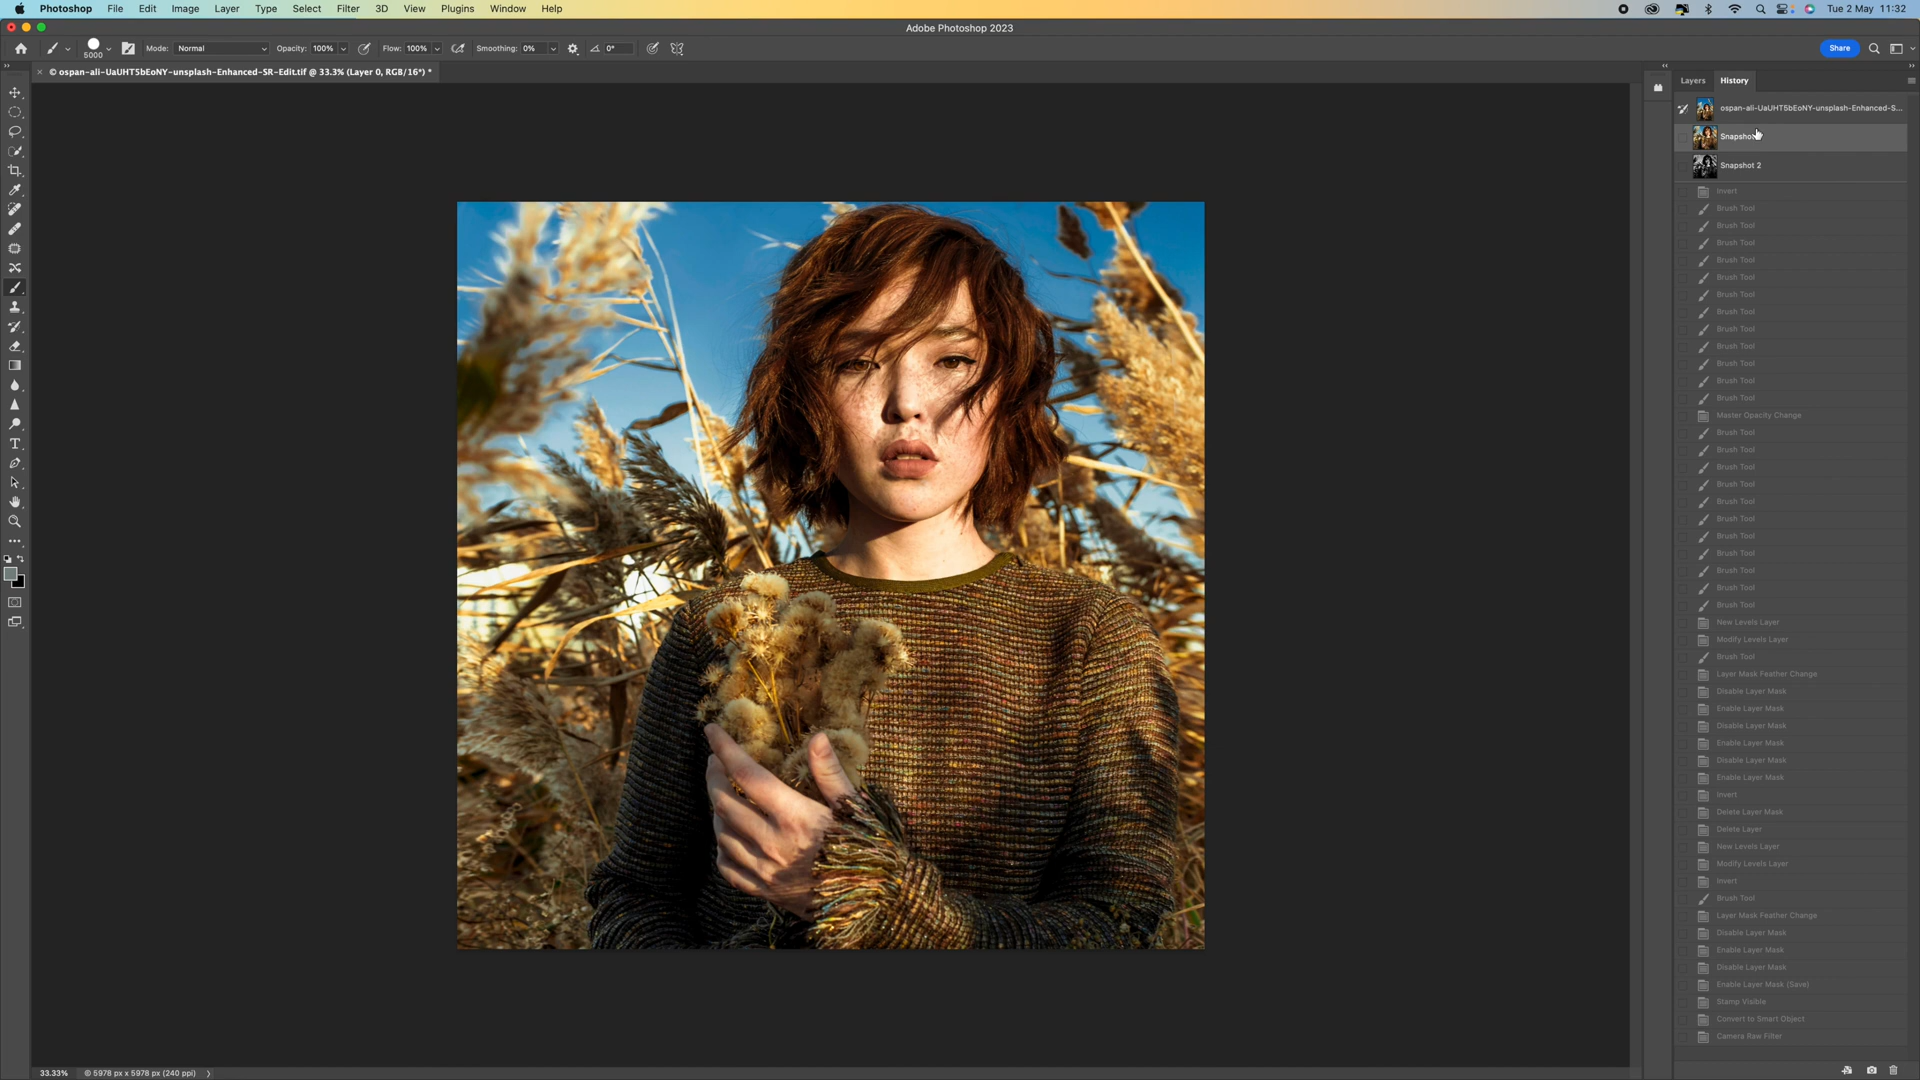 Photoshop File Edit Image Layer Type Select Filter 3D View Plugins Window Help Tue 2 May 11:32
Adobe Photoshop 2023
5000 Mode: Normal Opacity: 100% Flow: 100% Smoothing: 0% 0° Share
© ospan-ali-UaUHT5bEoNY-unsplash-Enhanced-SR-Edit.tif @ 33.3% (Layer 0, RGB/16*) *
Layers History
ospan-ali-UaUHT5bEoNY-unsplash-Enhanced-S...
Snapshot
Snapshot 2
Invert
Brush Tool
Brush Tool
Brush Tool
Brush Tool
Brush Tool
Brush Tool
Brush Tool
Brush Tool
Brush Tool
Brush Tool
Brush Tool
Brush Tool
Master Opacity Change
Brush Tool
Brush Tool
Brush Tool
Brush Tool
Brush Tool
Brush Tool
Brush Tool
Brush Tool
Brush Tool
Brush Tool
Brush Tool
New Levels Layer
Modify Levels Layer
Brush Tool
Layer Mask Feather Change
Disable Layer Mask
Enable Layer Mask
Disable Layer Mask
Enable Layer Mask
Disable Layer Mask
Enable Layer Mask
Invert
Delete Layer Mask
Delete Layer
New Levels Layer
Modify Levels Layer
Invert
Brush Tool
Layer Mask Feather Change
Disable Layer Mask
Enable Layer Mask
Disable Layer Mask
Enable Layer Mask (Save)
Stamp Visible
Convert to Smart Object
Camera Raw Filter
33.33% © 5978 px x 5978 px (240 ppi)